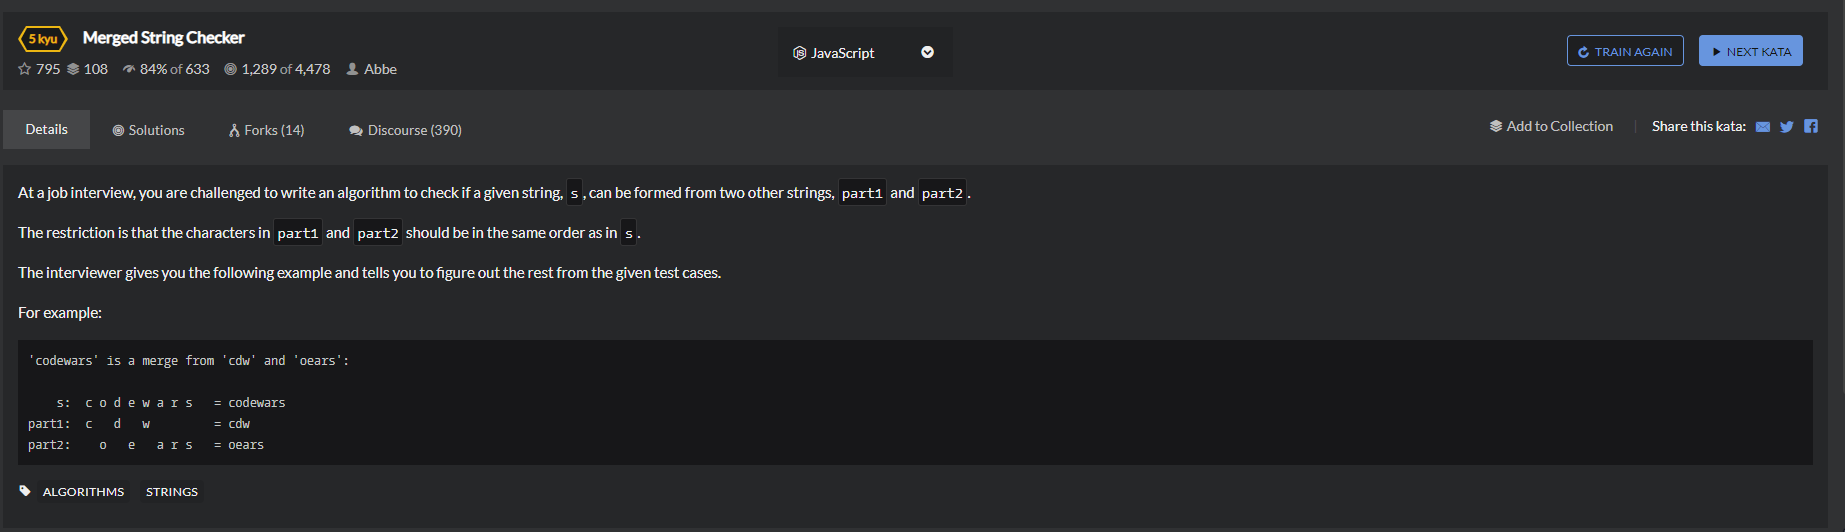 5 kyu Merged String Checker
JavaScript
TRAIN AGAIN NEXT KATA
795 108 84% of 633 1,289 of 4,478 Abbe
Details Solutions Forks (14) Discourse (390)
Add to Collection | Share this kata:
At a job interview, you are challenged to write an algorithm to check if a given string, s, can be formed from two other strings, part1 and part2.
The restriction is that the characters in part1 and part2 should be in the same order as in s.
The interviewer gives you the following example and tells you to figure out the rest from the given test cases.
For example:
'codewars' is a merge from 'cdw' and 'oears':
s: c o d e w a r s = codewars
part1: c d w = cdw
part2: o e a r s = oears
ALGORITHMS STRINGS